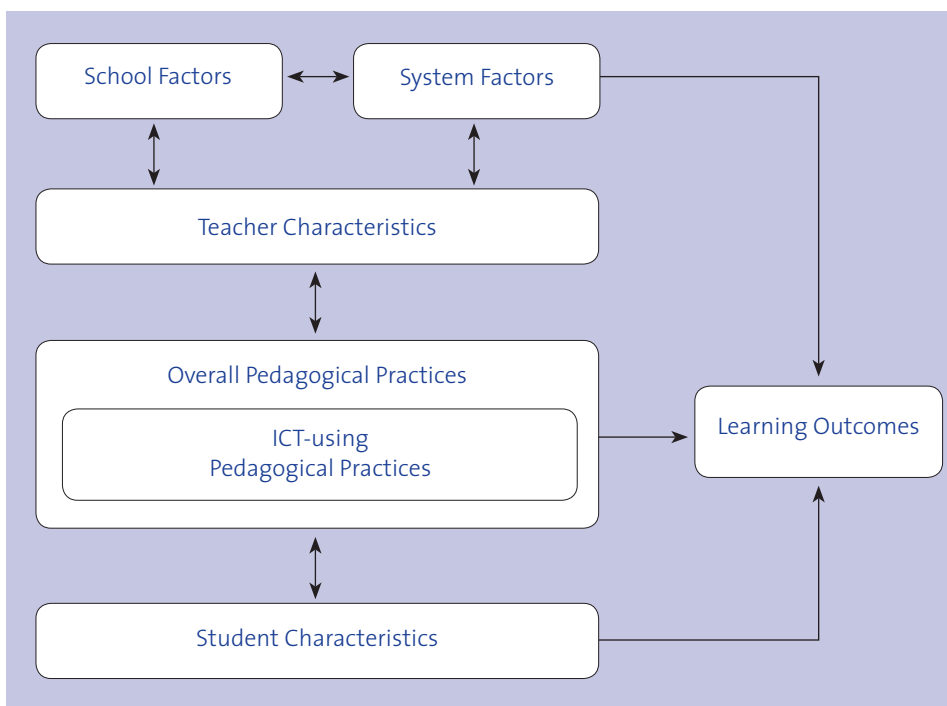 School Factors
System Factors
Teacher Characteristics
Overall Pedagogical Practices
ICT-using
Pedagogical Practices
Learning Outcomes
Student Characteristics